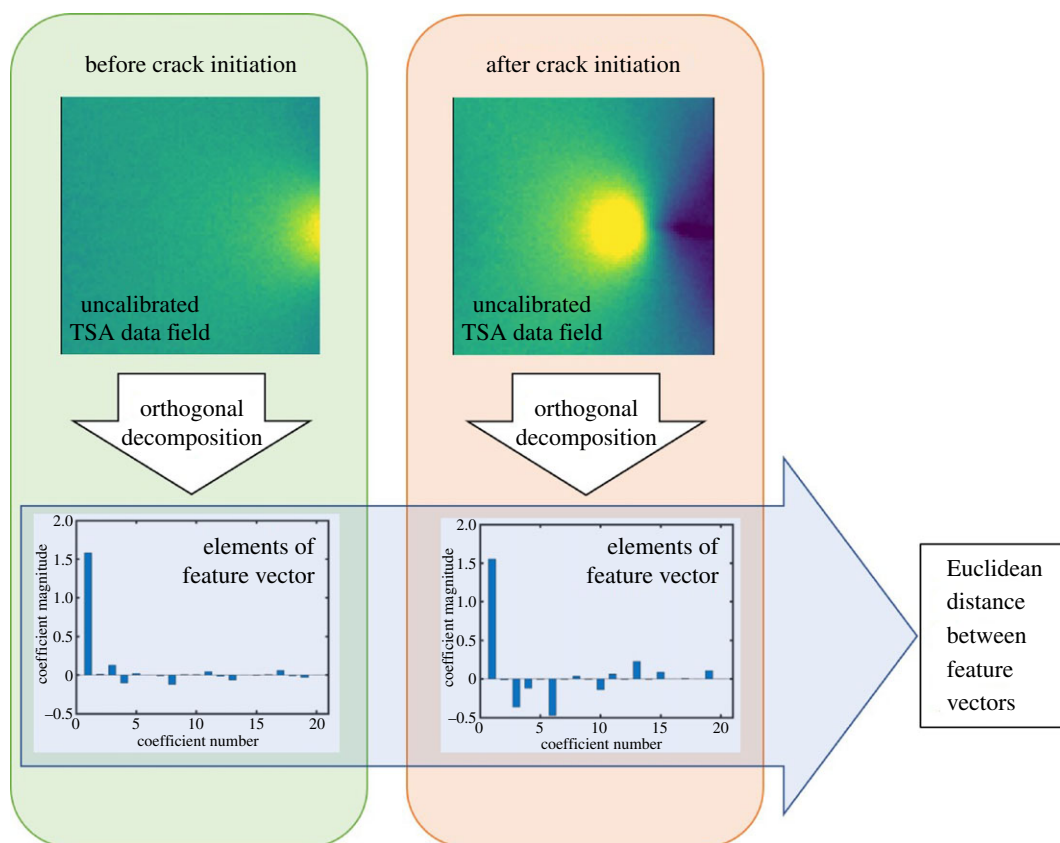 before crack initiation
uncalibrated
TSA data field
orthogonal
decomposition
2.0
1.5
1.0
0.5
0
–0.5
0
5
10
15
20
coefficient magnitude
coefficient number
elements of
feature vector
after crack initiation
uncalibrated
TSA data field
orthogonal
decomposition
2.0
1.5
1.0
0.5
0
–0.5
0
5
10
15
20
coefficient magnitude
coefficient number
elements of
feature vector
Euclidean
distance
between
feature
vectors